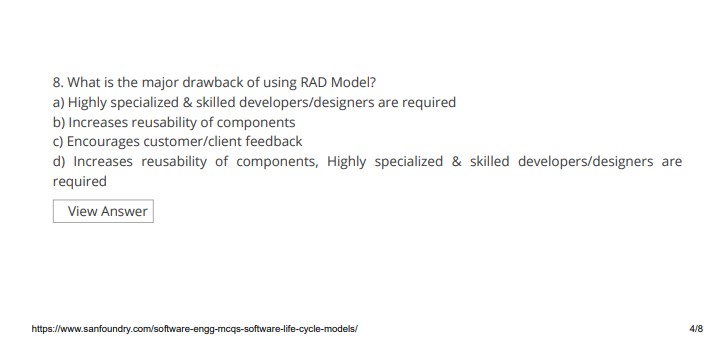 8. What is the major drawback of using RAD Model?
a) Highly specialized & skilled developers/designers are required
b) Increases reusability of components
c) Encourages customer/client feedback
d) Increases reusability of components, Highly specialized & skilled developers/designers are
required
View Answer
https://www.sanfoundry.com/software-engg-mcqs-software-life-cycle-models/ 4/8